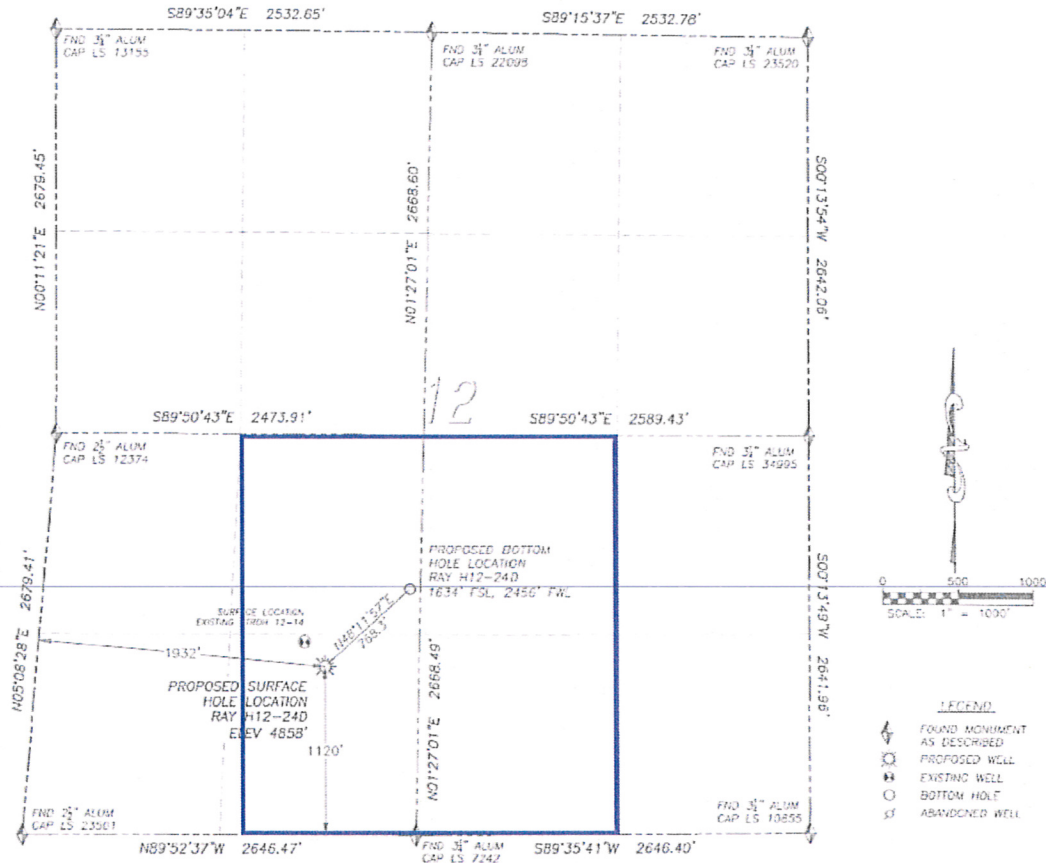 S89°35'04"E 2532.65'
S89°15'37"E 2532.78'
FND 3¼" ALUM
CAP LS 13155
FND 3¼" ALUM
CAP LS 22098
FND 3¼" ALUM
CAP LS 23520
N00°11'21"E 2679.45'
N01°27'01"E 2668.60'
S00°13'54"W 2642.06'
12
S89°50'43"E 2473.91'
S89°50'43"E 2589.43'
FND 2½" ALUM
CAP LS 12374
FND 3¼" ALUM
CAP LS 34995
PROPOSED BOTTOM
HOLE LOCATION
RAY H12-24D
1634' FSL, 2456' FWL
N05°08'28"E 2679.41'
SURFACE LOCATION
EXISTING 12-14
N48°11'57"E
768.3'
1932'
PROPOSED SURFACE
HOLE LOCATION
RAY H12-24D
ELEV 4858'
1120'
N01°27'01"E 2668.49'
S00°13'49"W 2641.96'
0 500 1000
SCALE: 1" = 1000'
LEGEND
FOUND MONUMENT
AS DESCRIBED
PROPOSED WELL
EXISTING WELL
BOTTOM HOLE
ABANDONED WELL
FND 2½" ALUM
CAP LS 23501
N89°52'37"W 2646.47'
FND 3¼" ALUM
CAP LS 7242
S89°35'41"W 2646.40'
FND 3¼" ALUM
CAP LS 10855